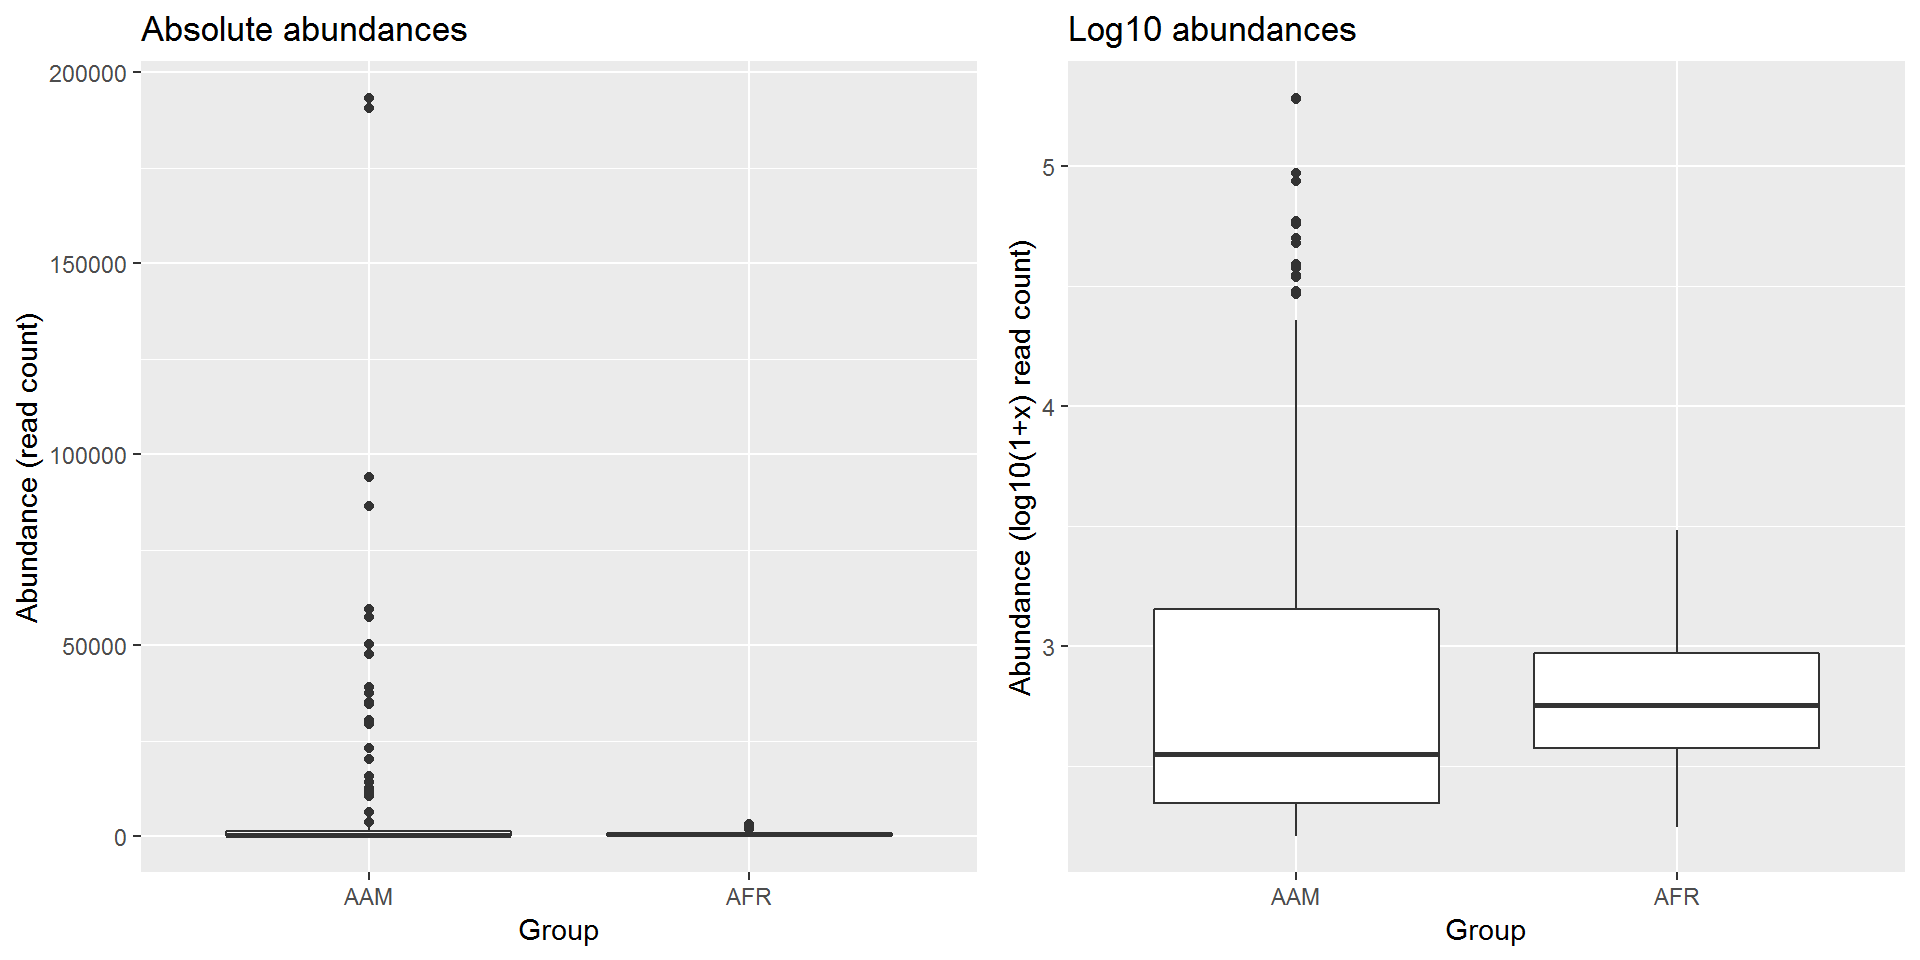 Absolute abundances
Abundance (read count)
200000
150000
100000
50000
0
AAM
AFR
Group
Log10 abundances
Abundance (log10(1+x) read count)
5
4
3
AAM
AFR
Group